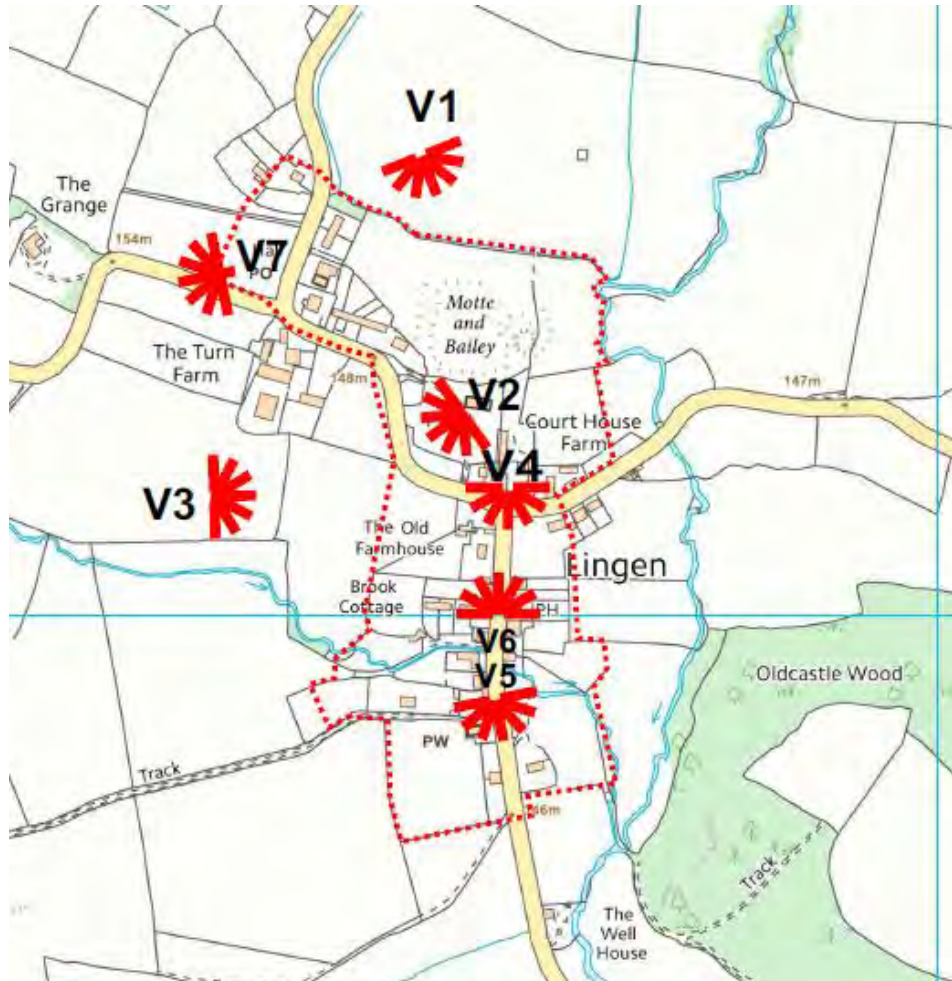 V1
The
Grange
154m
V7
PO
Motte
and
Bailey
The Turn
Farm
148m
147m
V2
Court House
Farm
V4
V3
The Old
Farmhouse
Lingen
Brook
Cottage
PH
V6
V5
Oldcastle Wood
PW
Track
46m
Track
The
Well
House